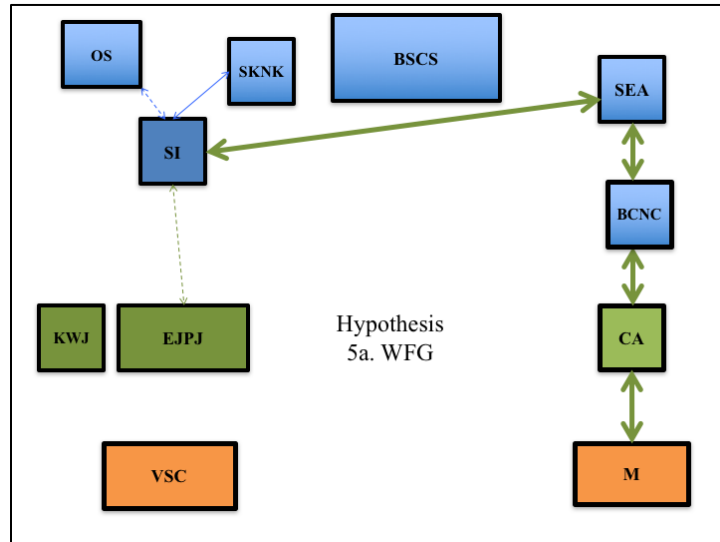 OS
SKNK
BSCS
SEA
SI
BCNC
KWJ
EJPJ
Hypothesis
5a. WFG
CA
VSC
M